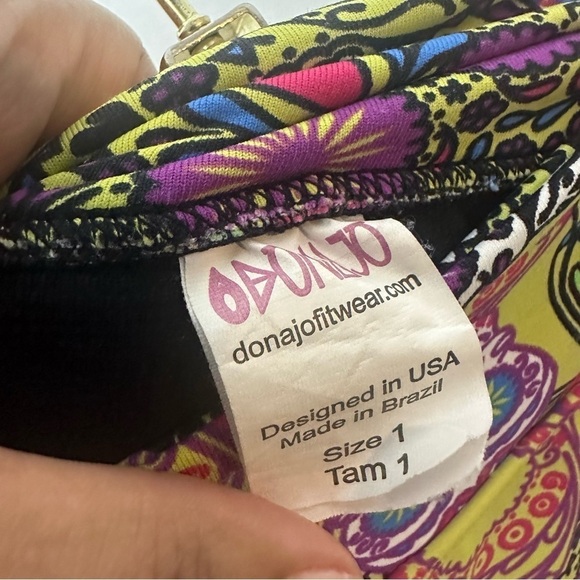 DONAJO
donajofitwear.com
Designed in USA
Made in Brazil
Size 1
Tam 1